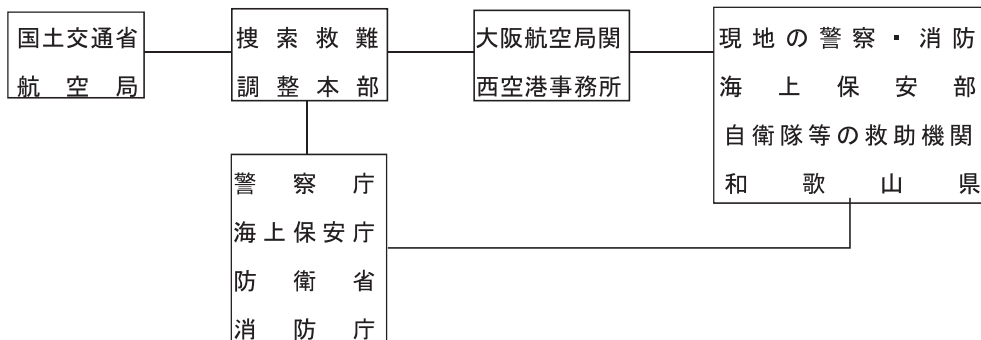 国土交通省
航空局
捜索救難
調整本部
大阪航空局関
西空港事務所
現地の警察・消防
海上保安部
自衛隊等の救助機関
和歌山県
警察庁
海上保安庁
防衛省
消防庁